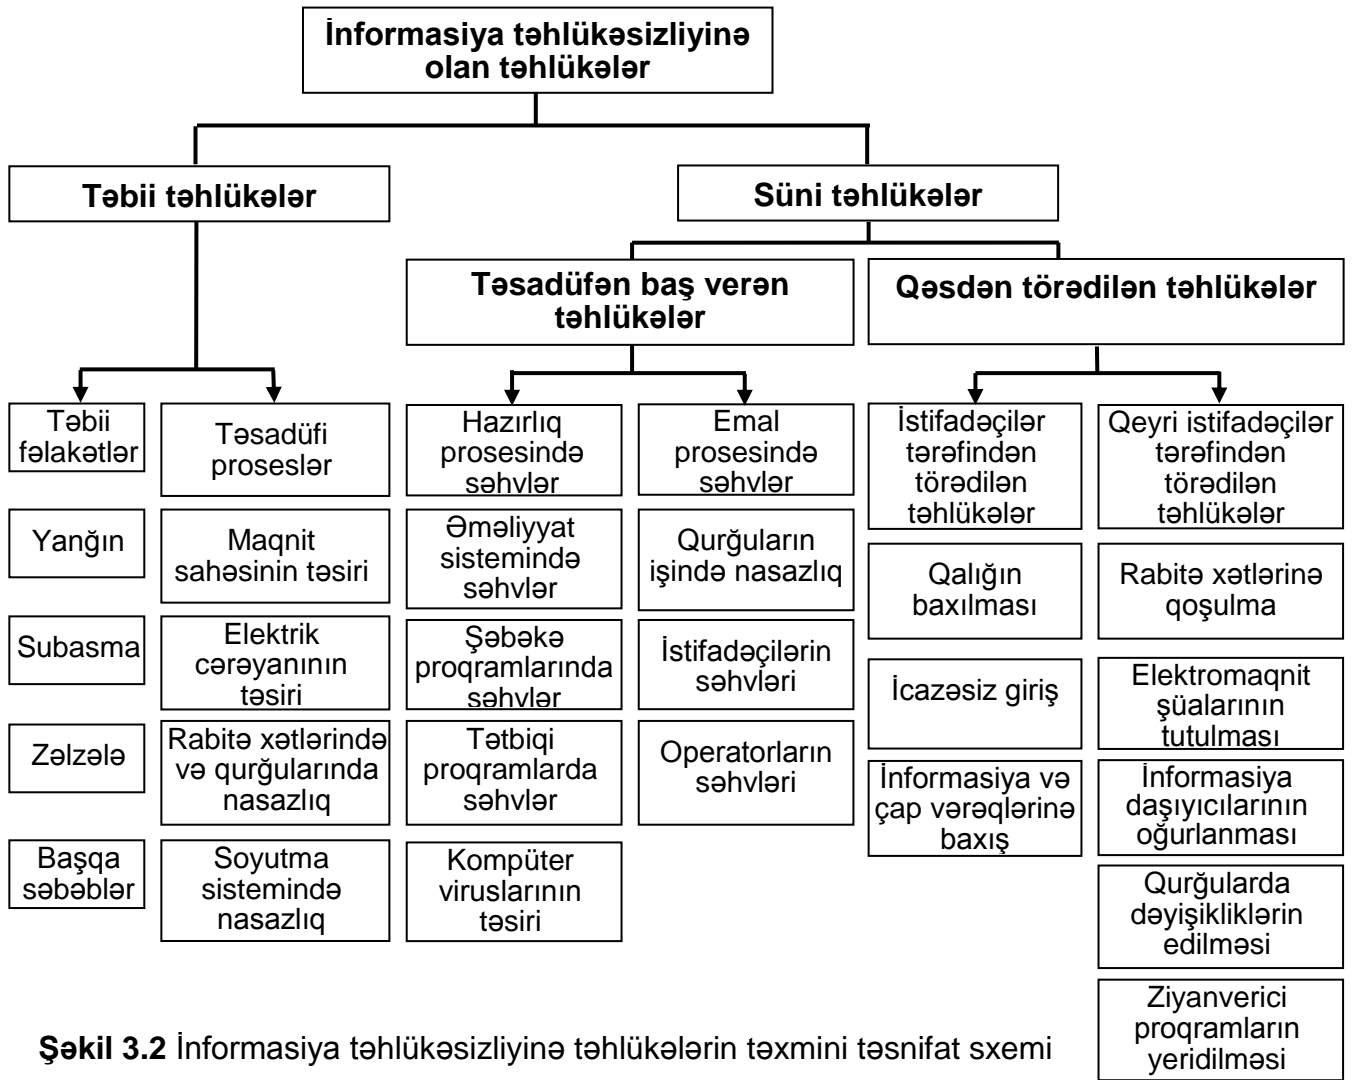 İnformasiya təhlükəsizliyinə
olan təhlükələr
Təbii təhlükələr
Süni təhlükələr
Təsadüfən baş verən
təhlükələr
Qəsdən törədilən təhlükələr
Təbii
fəlakətlər
Yanğın
Subasma
Zəlzələ
Başqa
səbəblər
Təsadüfi
proseslər
Maqnit
sahəsinin təsiri
Elektrik
cərəyanının
təsiri
Rabitə xətlərində
və qurğularında
nasazlıq
Soyutma
sistemində
nasazlıq
Hazırlıq
prosesində
səhvlər
Əməliyyat
sistemində
səhvlər
Şəbəkə
proqramlarında
səhvlər
Tətbiqi
proqramlarda
səhvlər
Kompüter
viruslarının
təsiri
Emal
prosesində
səhvlər
Qurğuların
işində nasazlıq
İstifadəçilərin
səhvləri
Operatorların
səhvləri
İstifadəçilər
tərəfindən
törədilən
təhlükələr
Qalığın
baxılması
İcazəsiz giriş
İnformasiya və
çap vərəqlərinə
baxış
Qeyri istifadəçilər
tərəfindən
törədilən
təhlükələr
Rabitə xətlərinə
qoşulma
Elektromaqnit
şüalarının
tutulması
İnformasiya
daşıyıcılarının
oğurlanması
Qurğularda
dəyişikliklərin
edilməsi
Ziyanverici
proqramların
yeridilməsi
Şəkil 3.2 İnformasiya təhlükəsizliyinə təhlükələrin təxmini təsnifat sxemi